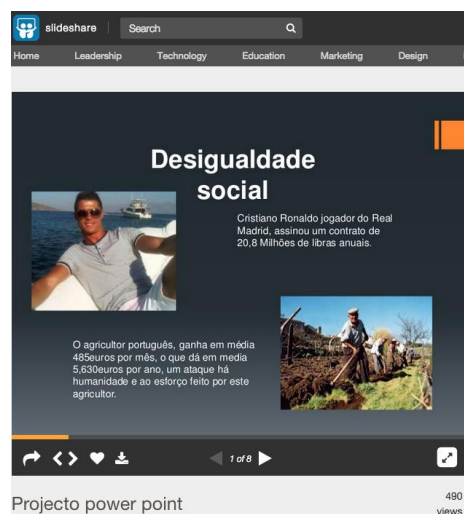 slideshare
Search
Home Leadership Technology Education Marketing Design
Desigualdade
social
Cristiano Ronaldo jogador do Real
Madrid, assinou um contrato de
20,8 Milhões de libras anuais.
O agricultor português, ganha em média
485euros por mês, o que dá em media
5,630euros por ano, um ataque há
humanidade e ao esforço feito por este
agricultor.
1 of 8
Projecto power point
490
views